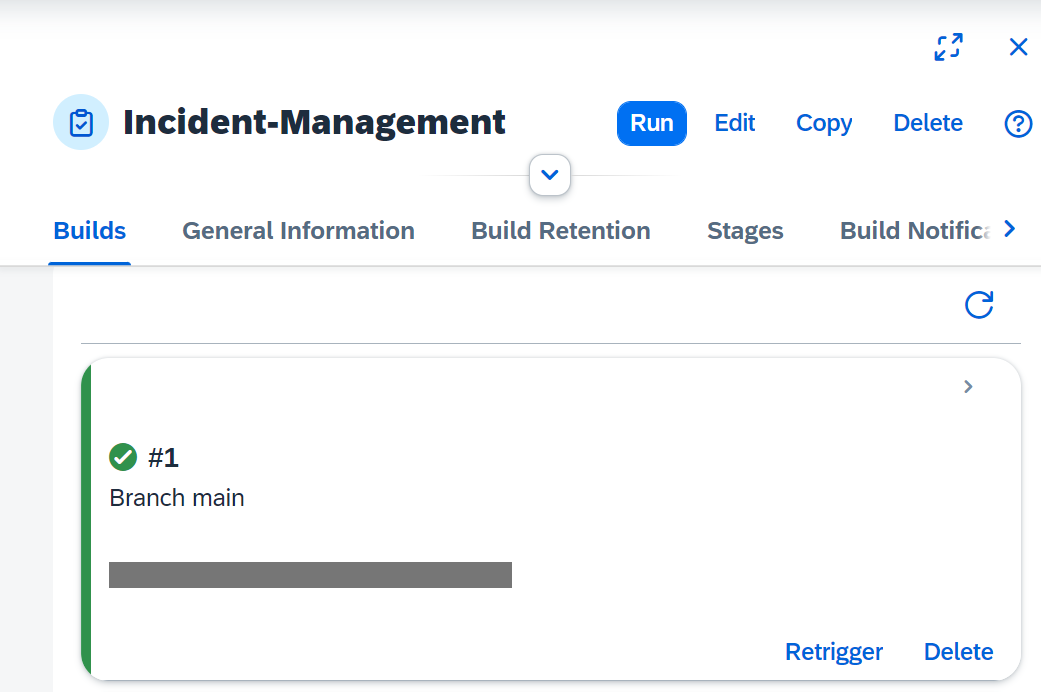 Incident-Management
Run Edit Copy Delete
Builds General Information Build Retention Stages Build Notifica
#1
Branch main
Retrigger Delete